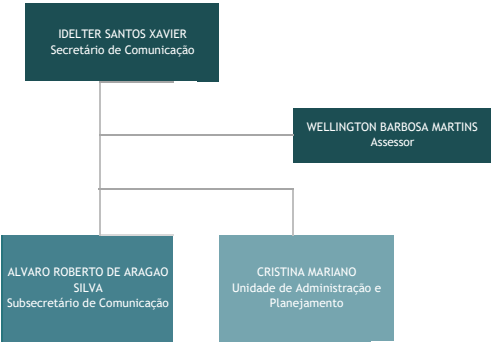 IDELTER SANTOS XAVIER
Secretário de Comunicação
WELLINGTON BARBOSA MARTINS
Assessor
ALVARO ROBERTO DE ARAGAO
SILVA
Subsecretário de Comunicação
CRISTINA MARIANO
Unidade de Administração e
Planejamento